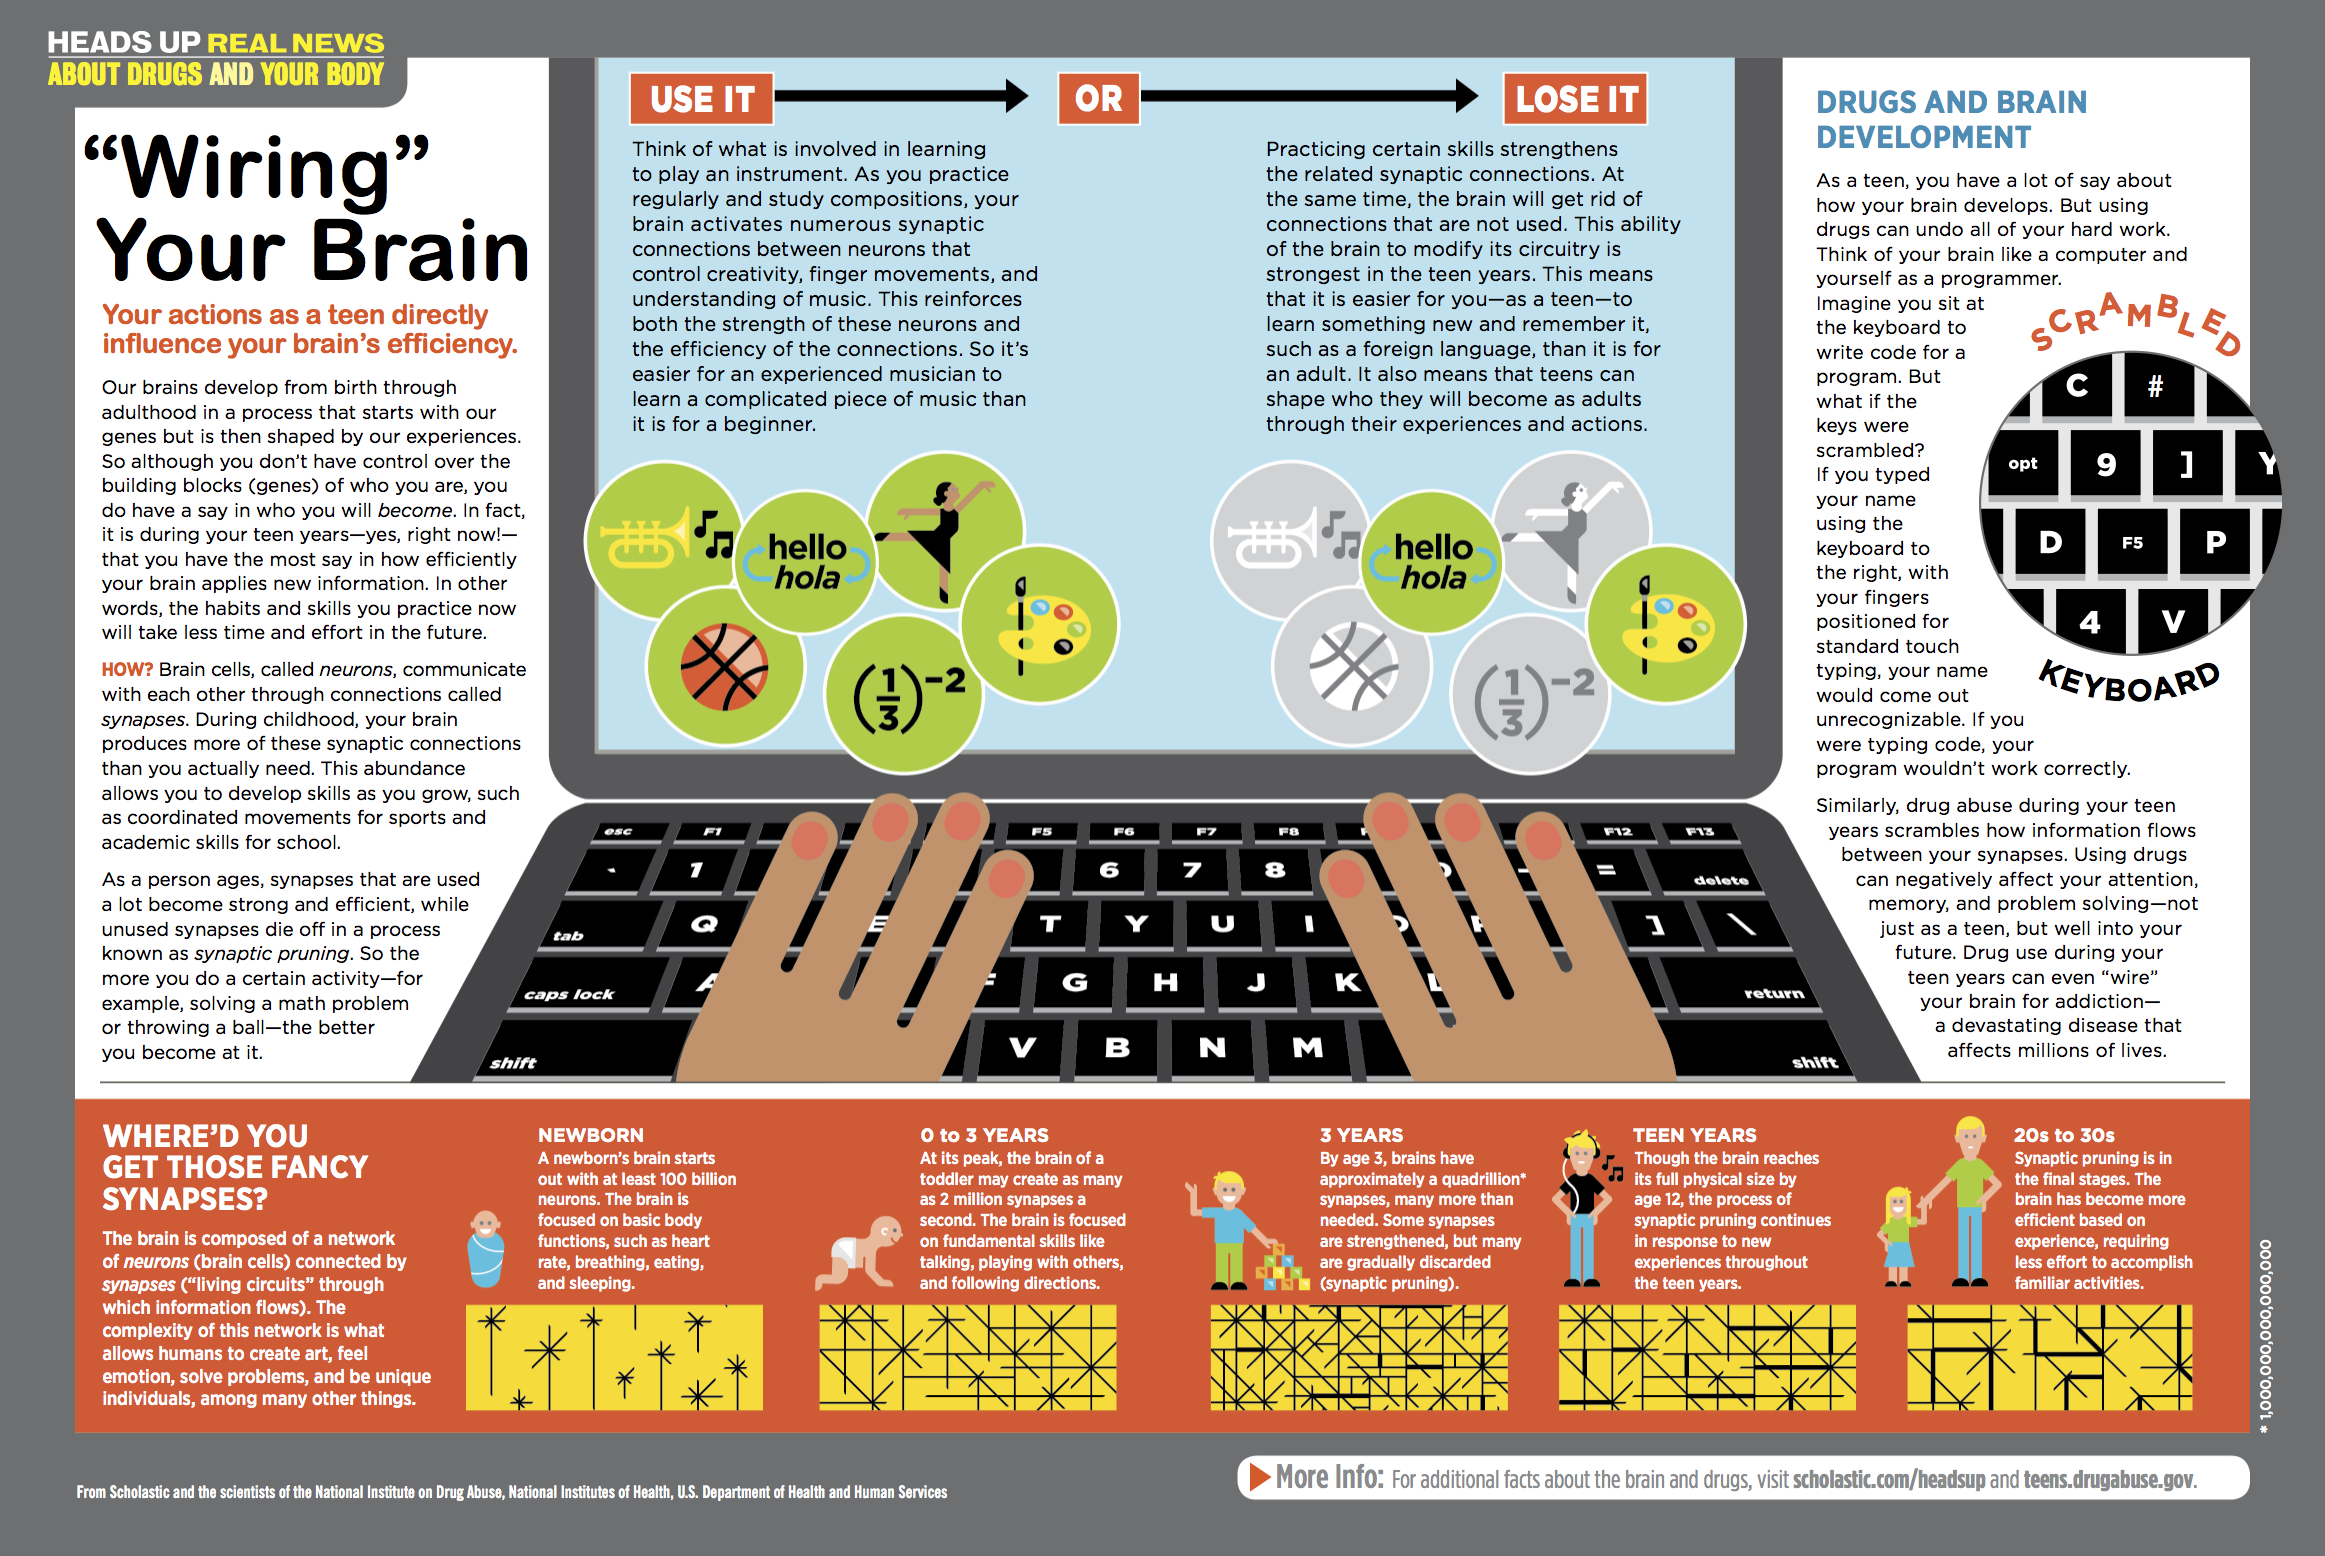 HEADS UP REAL NEWS
ABOUT DRUGS AND YOUR BODY
“Wiring”
Your Brain
Your actions as a teen directly
influence your brain’s efficiency.
Our brains develop from birth through
adulthood in a process that starts with our
genes but is then shaped by our experiences.
So although you don’t have control over the
building blocks (genes) of who you are, you
do have a say in who you will become. In fact,
it is during your teen years—yes, right now!—
that you have the most say in how efficiently
your brain applies new information. In other
words, the habits and skills you practice now
will take less time and effort in the future.
HOW? Brain cells, called neurons, communicate
with each other through connections called
synapses. During childhood, your brain
produces more of these synaptic connections
than you actually need. This abundance
allows you to develop skills as you grow, such
as coordinated movements for sports and
academic skills for school.
As a person ages, synapses that are used
a lot become strong and efficient, while
unused synapses die off in a process
known as synaptic pruning. So the
more you do a certain activity—for
example, solving a math problem
or throwing a ball—the better
you become at it.
USE IT
OR
LOSE IT
Think of what is involved in learning
to play an instrument. As you practice
regularly and study compositions, your
brain activates numerous synaptic
connections between neurons that
control creativity, finger movements, and
understanding of music. This reinforces
both the strength of these neurons and
the efficiency of the connections. So it’s
easier for an experienced musician to
learn a complicated piece of music than
it is for a beginner.
Practicing certain skills strengthens
the related synaptic connections. At
the same time, the brain will get rid of
connections that are not used. This ability
of the brain to modify its circuitry is
strongest in the teen years. This means
that it is easier for you—as a teen—to
learn something new and remember it,
such as a foreign language, than it is for
an adult. It also means that teens can
shape who they will become as adults
through their experiences and actions.
hello
hola
(1/3)−2
hello
hola
(1/3)−2
esc F1 F5 F6 F7 F8 F12 F13
1 6 7 8 = delete
tab Q E T Y U I ] \
caps lock A G H J K return
shift V B N M shift
DRUGS AND BRAIN
DEVELOPMENT
As a teen, you have a lot of say about
how your brain develops. But using
drugs can undo all of your hard work.
Think of your brain like a computer and
yourself as a programmer.
Imagine you sit at
the keyboard to
write code for a
program. But
what if the
keys were
scrambled?
If you typed
your name
using the
keyboard to
the right, with
your fingers
positioned for
standard touch
typing, your name
would come out
unrecognizable. If you
were typing code, your
program wouldn’t work correctly.
SCRAMBLED
C #
opt 9 ] Y
D F5 P
4 V
KEYBOARD
Similarly, drug abuse during your teen
years scrambles how information flows
between your synapses. Using drugs
can negatively affect your attention,
memory, and problem solving—not
just as a teen, but well into your
future. Drug use during your
teen years can even “wire”
your brain for addiction—
a devastating disease that
affects millions of lives.
WHERE’D YOU
GET THOSE FANCY
SYNAPSES?
The brain is composed of a network
of neurons (brain cells) connected by
synapses (“living circuits” through
which information flows). The
complexity of this network is what
allows humans to create art, feel
emotion, solve problems, and be unique
individuals, among many other things.
NEWBORN
A newborn’s brain starts
out with at least 100 billion
neurons. The brain is
focused on basic body
functions, such as heart
rate, breathing, eating,
and sleeping.
0 to 3 YEARS
At its peak, the brain of a
toddler may create as many
as 2 million synapses a
second. The brain is focused
on fundamental skills like
talking, playing with others,
and following directions.
3 YEARS
By age 3, brains have
approximately a quadrillion*
synapses, many more than
needed. Some synapses
are strengthened, but many
are gradually discarded
(synaptic pruning).
TEEN YEARS
Though the brain reaches
its full physical size by
age 12, the process of
synaptic pruning continues
in response to new
experiences throughout
the teen years.
20s to 30s
Synaptic pruning is in
the final stages. The
brain has become more
efficient based on
experience, requiring
less effort to accomplish
familiar activities.
* 1,000,000,000,000,000
From Scholastic and the scientists of the National Institute on Drug Abuse, National Institutes of Health, U.S. Department of Health and Human Services
More Info: For additional facts about the brain and drugs, visit scholastic.com/headsup and teens.drugabuse.gov.